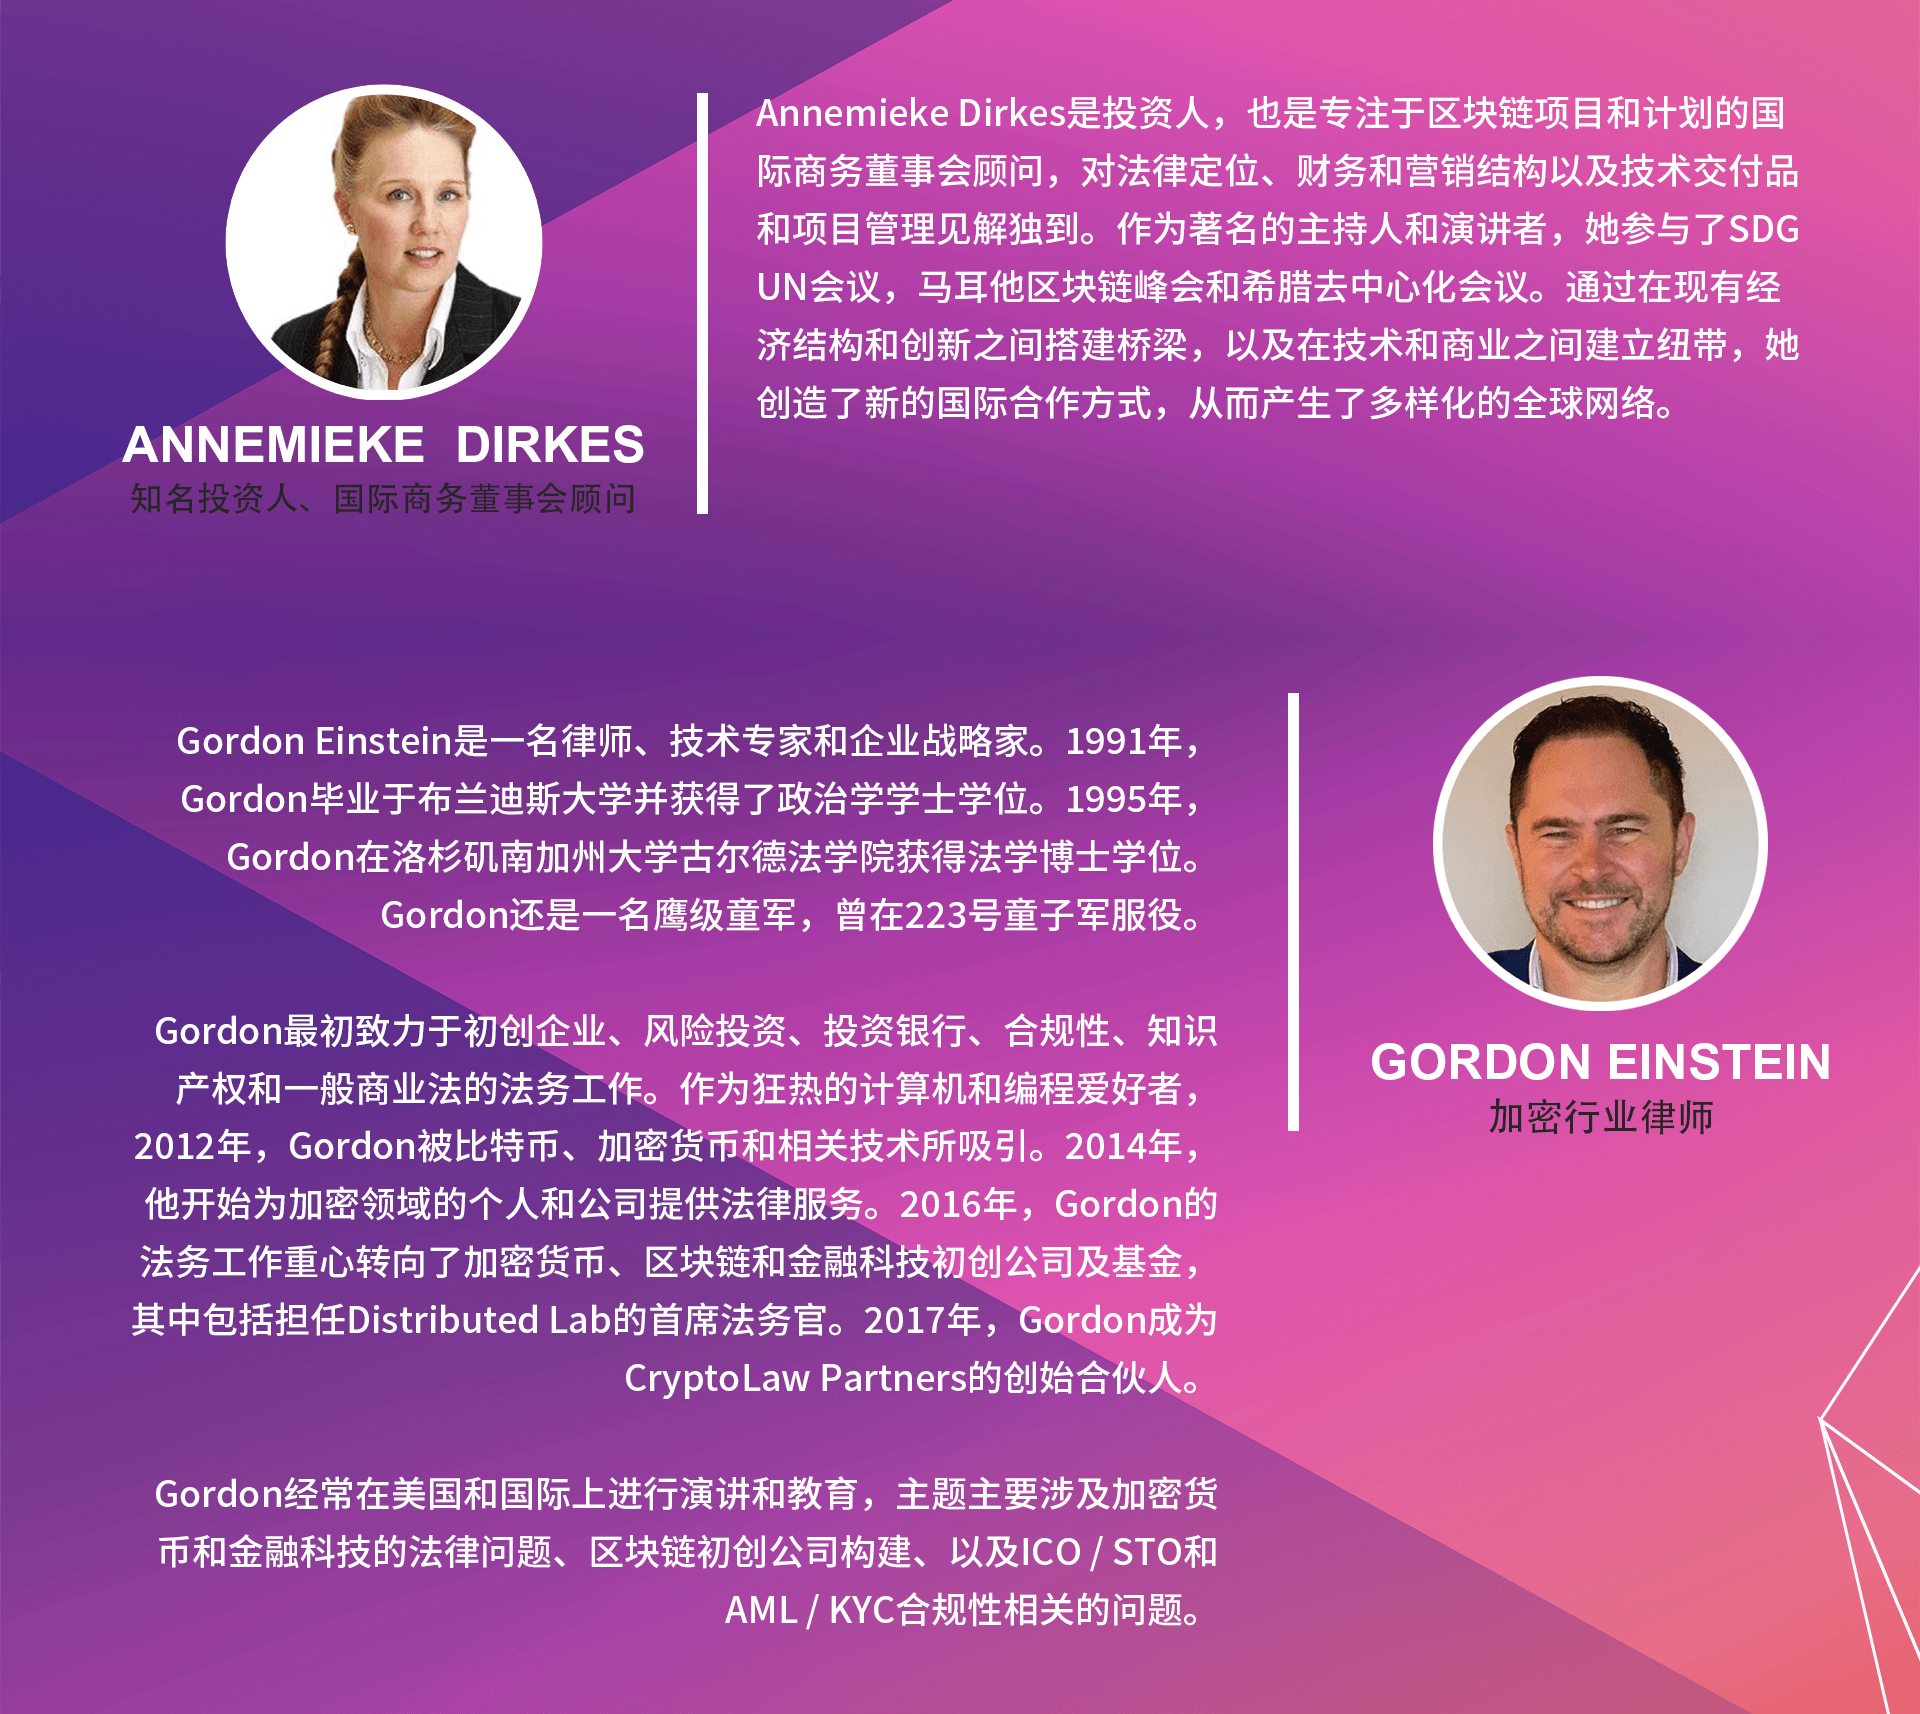 Annemieke Dirkes是投资人，也是专注于区块链项目和计划的国
际商务董事会顾问，对法律定位、财务和营销结构以及技术交付品
和项目管理见解独到。作为著名的主持人和演讲者，她参与了SDG
UN会议，马耳他区块链峰会和希腊去中心化会议。通过在现有经
济结构和创新之间搭建桥梁，以及在技术和商业之间建立纽带，她
创造了新的国际合作方式，从而产生了多样化的全球网络。
ANNEMIEKE DIRKES
知名投资人、国际商务董事会顾问
Gordon Einstein是一名律师、技术专家和企业战略家。1991年，
Gordon毕业于布兰迪斯大学并获得了政治学学士学位。1995年，
Gordon在洛杉矶南加州大学古尔德法学院获得法学博士学位。
Gordon还是一名鹰级童军，曾在223号童子军服役。
Gordon最初致力于初创企业、风险投资、投资银行、合规性、知识
产权和一般商业法的法务工作。作为狂热的计算机和编程爱好者，
2012年，Gordon被比特币、加密货币和相关技术所吸引。2014年，
他开始为加密领域的个人和公司提供法律服务。2016年，Gordon的
法务工作重心转向了加密货币、区块链和金融科技初创公司及基金，
其中包括担任Distributed Lab的首席法务官。2017年，Gordon成为
CryptoLaw Partners的创始合伙人。
Gordon经常在美国和国际上进行演讲和教育，主题主要涉及加密货
币和金融科技的法律问题、区块链初创公司构建、以及ICO / STO和
AML / KYC合规性相关的问题。
GORDON EINSTEIN
加密行业律师